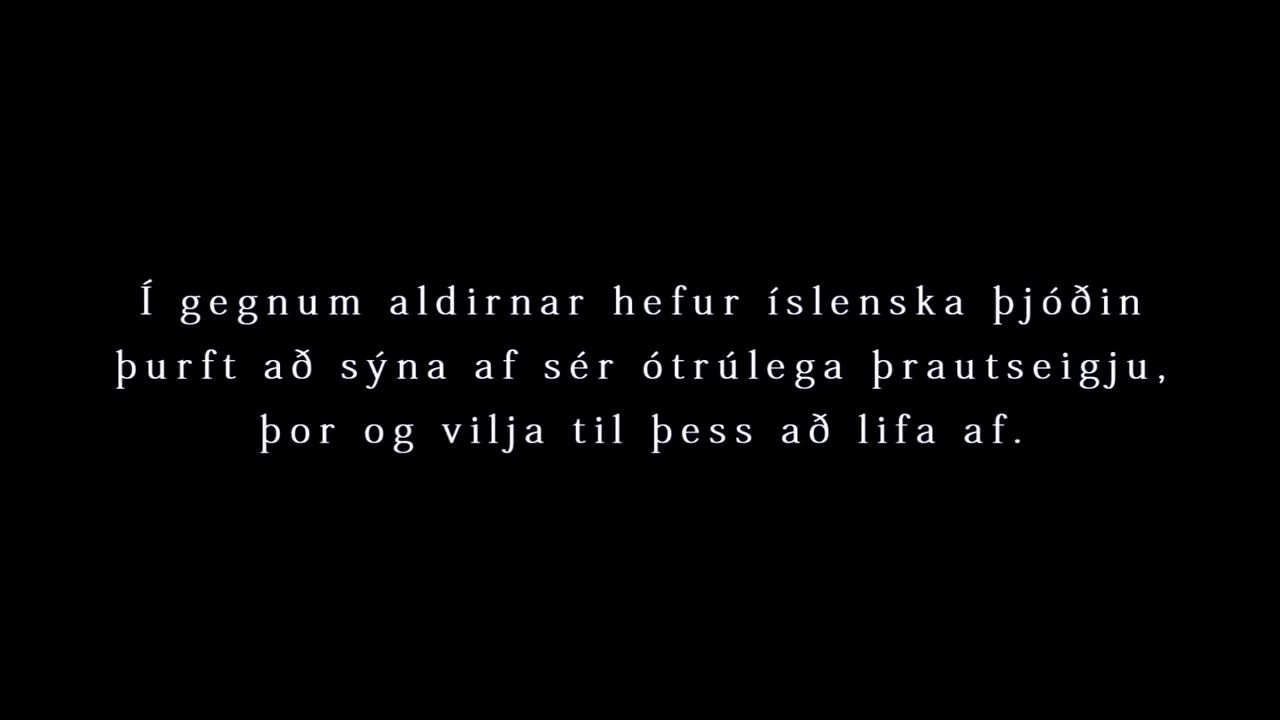 Í gegnum aldirnar hefur íslenska þjóðin
þurft að sýna af sér ótrúlega þrautseigju,
þor og vilja til þess að lifa af.